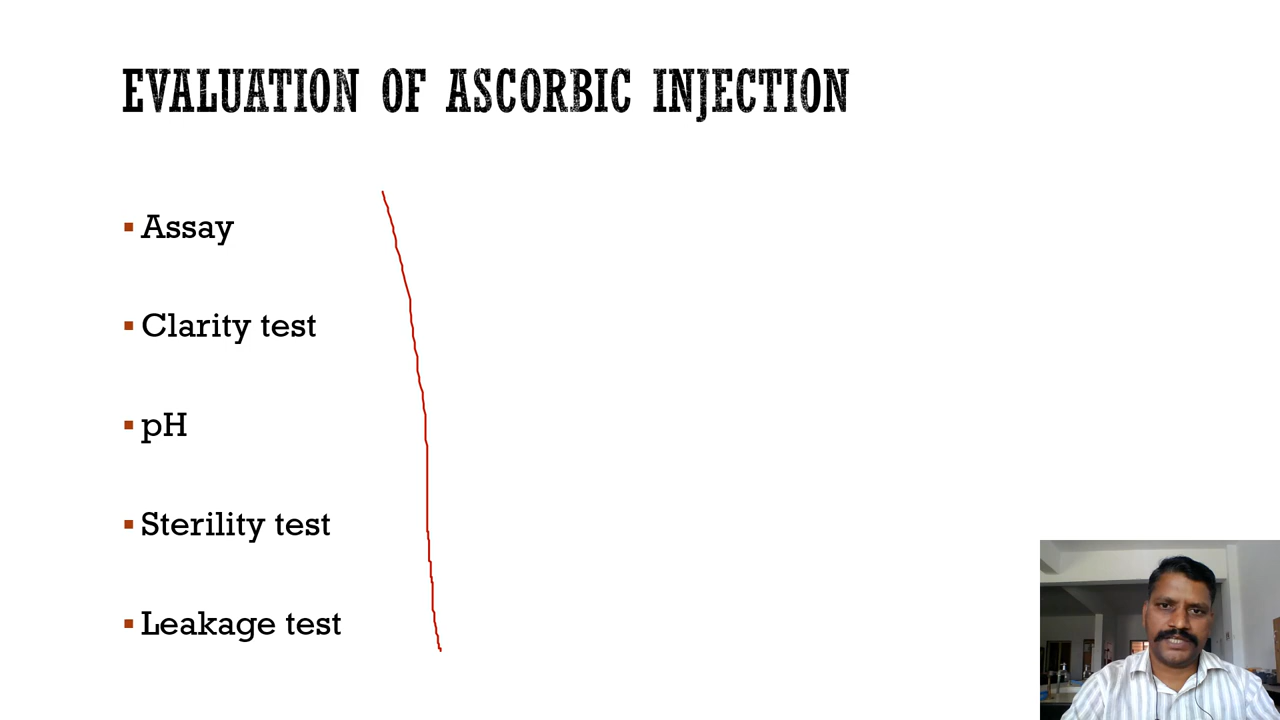 EVALUATION OF ASCORBIC INJECTION
Assay
Clarity test
pH
Sterility test
Leakage test